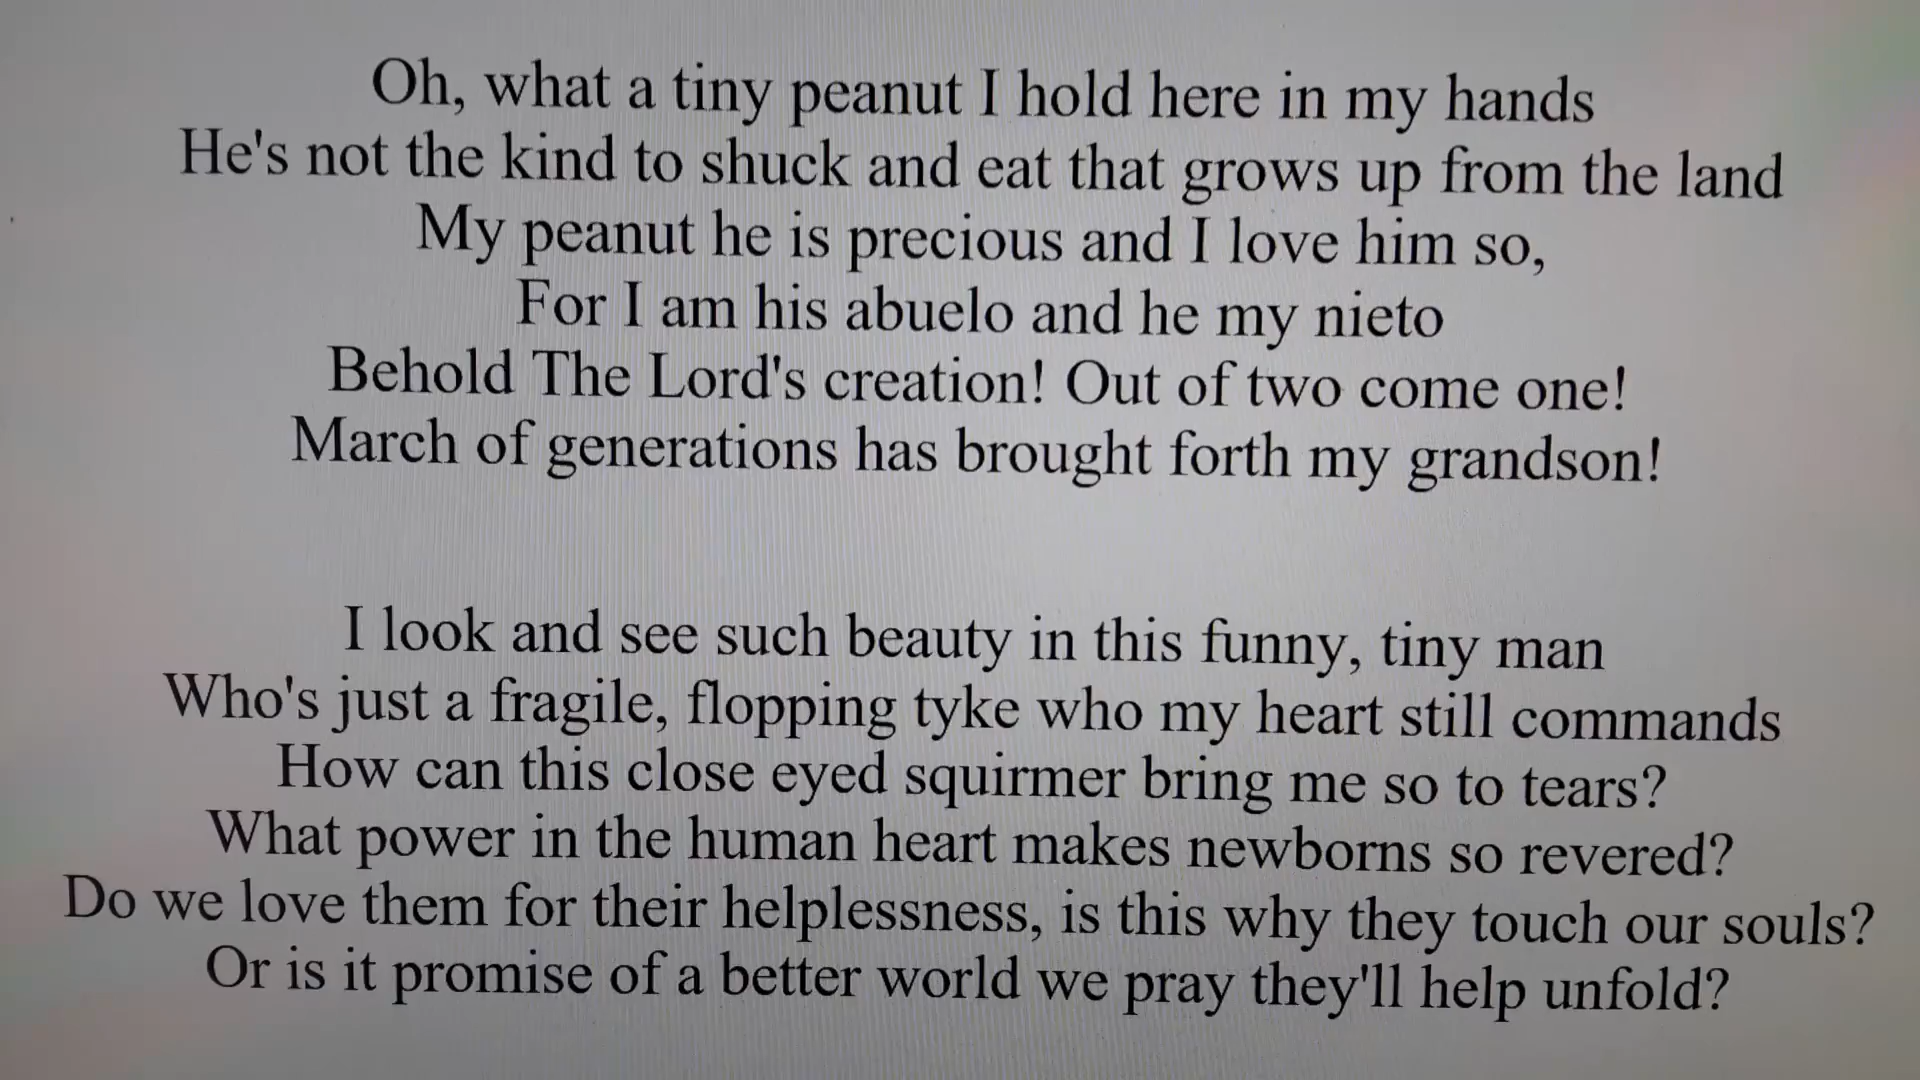 Oh, what a tiny peanut I hold here in my hands
He's not the kind to shuck and eat that grows up from the land
My peanut he is precious and I love him so,
For I am his abuelo and he my nieto
Behold The Lord's creation! Out of two come one!
March of generations has brought forth my grandson!
I look and see such beauty in this funny, tiny man
Who's just a fragile, flopping tyke who my heart still commands
How can this close eyed squirmer bring me so to tears?
What power in the human heart makes newborns so revered?
Do we love them for their helplessness, is this why they touch our souls?
Or is it promise of a better world we pray they'll help unfold?